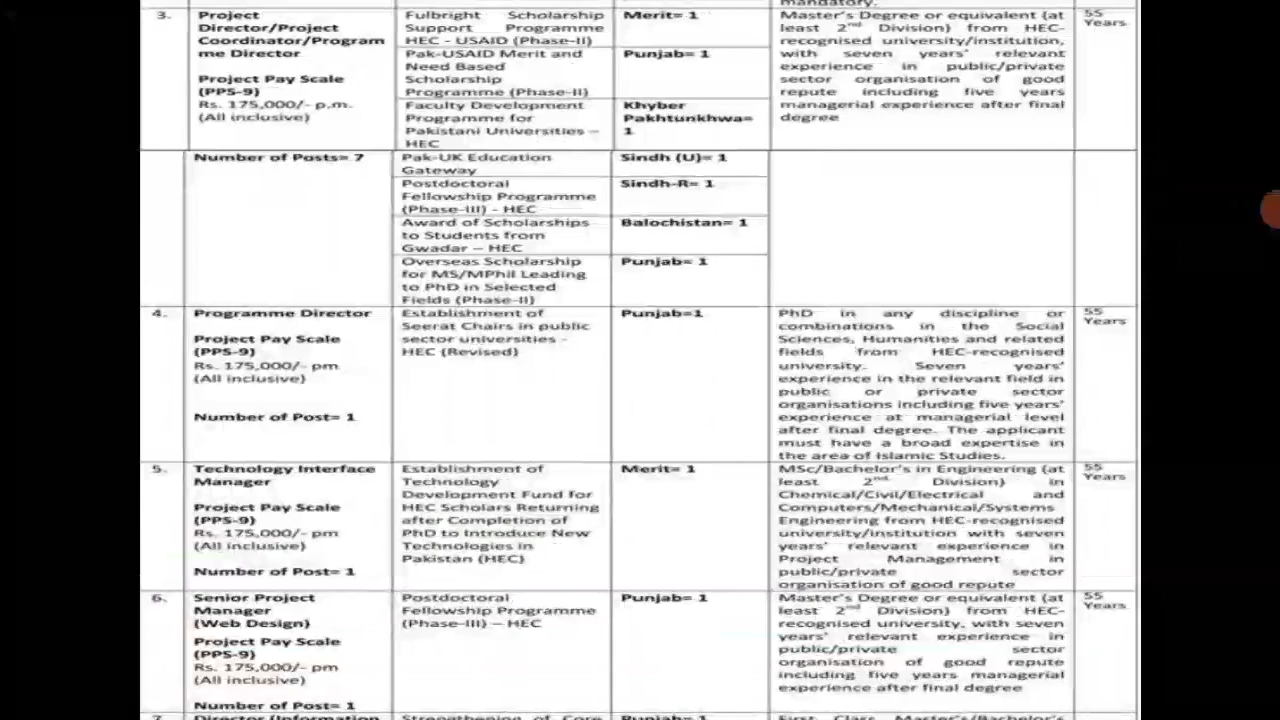 mandatory.
3.
Project
Director/Project
Coordinator/Program
me Director
Project Pay Scale
(PPS-9)
Rs. 175,000/- p.m.
(All inclusive)
Fulbright Scholarship
Support Programme
HEC - USAID (Phase-II)
Merit= 1
Pak-USAID Merit and
Need Based
Scholarship
Programme (Phase-II)
Punjab= 1
Faculty Development
Programme for
Pakistani Universities –
HEC
Khyber
Pakhtunkhwa=
1
Master's Degree or equivalent (at
least 2nd Division) from HEC-
recognised university/institution,
with seven years' relevant
experience in public/private
sector organisation of good
repute including five years
managerial experience after final
degree
55
Years
Number of Posts= 7
Pak-UK Education
Gateway
Sindh (U)= 1
Postdoctoral
Fellowship Programme
(Phase-III) - HEC
Sindh-R= 1
Award of Scholarships
to Students from
Gwadar – HEC
Balochistan= 1
Overseas Scholarship
for MS/MPhil Leading
to PhD in Selected
Fields (Phase-II)
Punjab= 1
4.
Programme Director
Project Pay Scale
(PPS-9)
Rs. 175,000/- pm
(All inclusive)
Number of Post= 1
Establishment of
Seerat Chairs in public
sector universities -
HEC (Revised)
Punjab=1
PhD in any discipline or
combinations in the Social
Sciences, Humanities and related
fields from HEC-recognised
university. Seven years'
experience in the relevant field in
public or private sector
organisations including five years'
experience at managerial level
after final degree. The applicant
must have a broad expertise in
the area of Islamic Studies.
55
Years
5.
Technology Interface
Manager
Project Pay Scale
(PPS-9)
Rs. 175,000/- pm
(All inclusive)
Number of Post= 1
Establishment of
Technology
Development Fund for
HEC Scholars Returning
after Completion of
PhD to Introduce New
Technologies in
Pakistan (HEC)
Merit= 1
MSc/Bachelor's in Engineering (at
least 2nd Division) in
Chemical/Civil/Electrical and
Computers/Mechanical/Systems
Engineering from HEC-recognised
university/institution with seven
years' relevant experience in
Project Management in
public/private sector
organisation of good repute
55
Years
6.
Senior Project
Manager
(Web Design)
Project Pay Scale
(PPS-9)
Rs. 175,000/- pm
(All inclusive)
Number of Post= 1
Postdoctoral
Fellowship Programme
(Phase-III) – HEC
Punjab= 1
Master's Degree or equivalent (at
least 2nd Division) from HEC-
recognised university, with seven
years' relevant experience in
public/private sector
organisation of good repute
including five years managerial
experience after final degree
55
Years
7.
Director (Information
Strengthening of Core
Punjab= 1
First Class Master's/Bachelor's